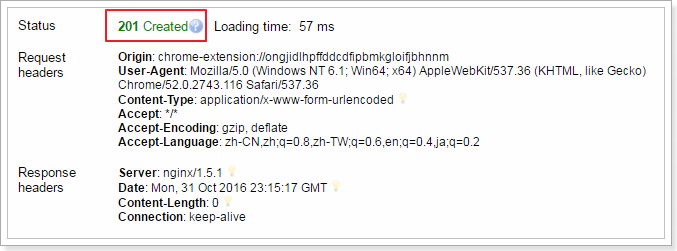 Status 201 Created Loading time: 57 ms
Request headers
Origin: chrome-extension://ongjidlhpffddcdfipbmkgloifjbhnnm
User-Agent: Mozilla/5.0 (Windows NT 6.1; Win64; x64) AppleWebKit/537.36 (KHTML, like Gecko)
Chrome/52.0.2743.116 Safari/537.36
Content-Type: application/x-www-form-urlencoded
Accept: */*
Accept-Encoding: gzip, deflate
Accept-Language: zh-CN,zh;q=0.8,zh-TW;q=0.6,en;q=0.4,ja;q=0.2
Response headers
Server: nginx/1.5.1
Date: Mon, 31 Oct 2016 23:15:17 GMT
Content-Length: 0
Connection: keep-alive